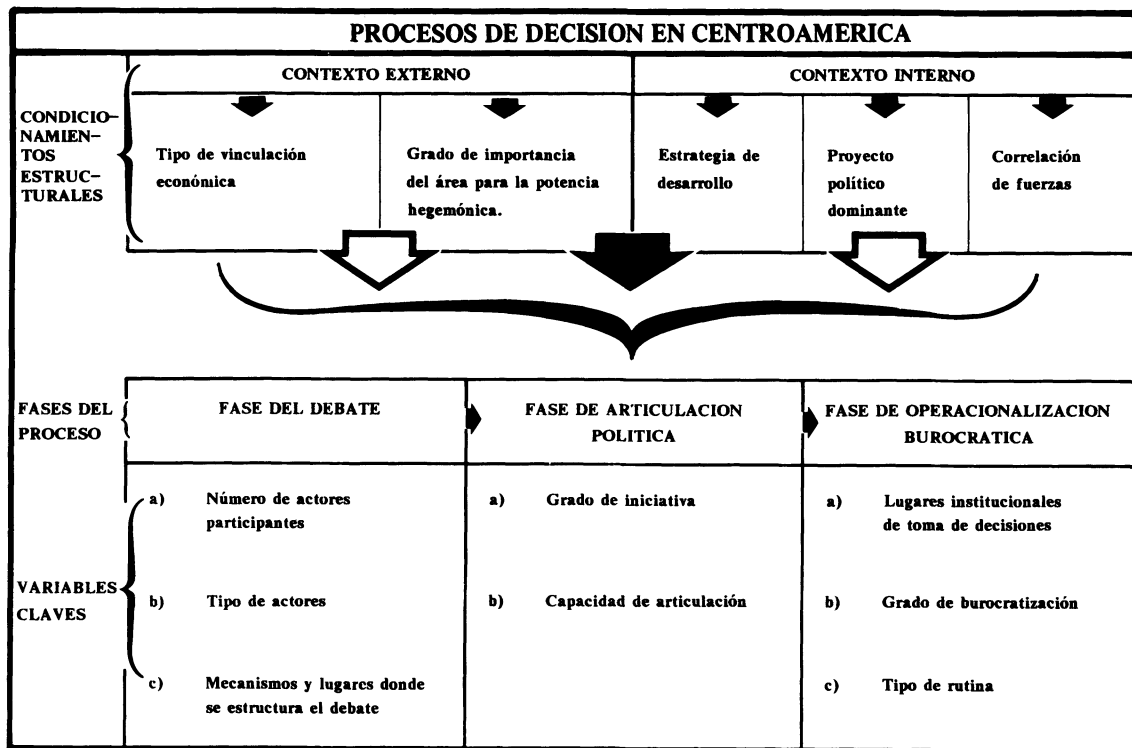 PROCESOS DE DECISION EN CENTROAMERICA
CONTEXTO EXTERNO
CONTEXTO INTERNO
CONDICIO–
NAMIEN–
TOS
ESTRUC–
TURALES
Tipo de vinculación
económica
Grado de importancia
del área para la potencia
hegemónica.
Estrategia de
desarrollo
Proyecto
político
dominante
Correlación
de fuerzas
FASES DEL
PROCESO
FASE DEL DEBATE
FASE DE ARTICULACION
POLITICA
FASE DE OPERACIONALIZACION
BUROCRATICA
VARIABLES
CLAVES
a) Número de actores
participantes
b) Tipo de actores
c) Mecanismos y lugares donde
se estructura el debate
a) Grado de iniciativa
b) Capacidad de articulación
a) Lugares institucionales
de toma de decisiones
b) Grado de burocratización
c) Tipo de rutina